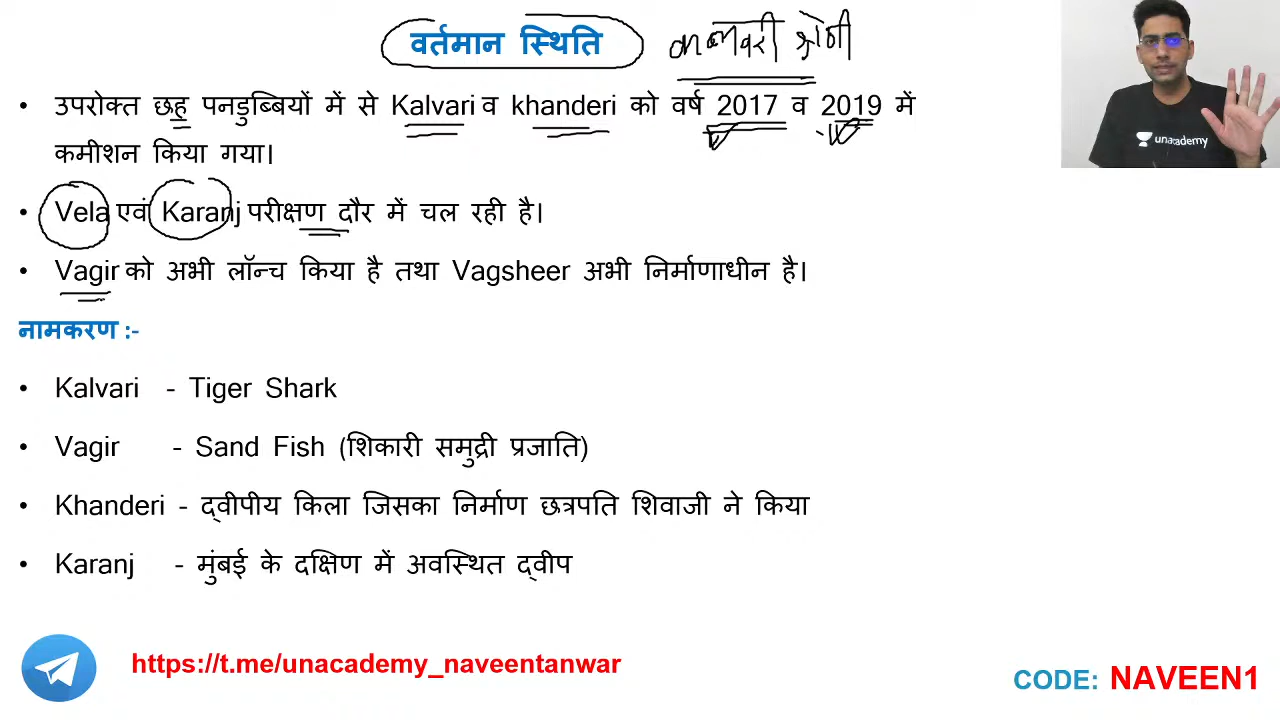 वर्तमान स्थिति
कलवरी श्रेणी
• उपरोक्त छह पनडुब्बियों में से Kalvari व khanderi को वर्ष 2017 व 2019 में
कमीशन किया गया।
• Vela एवं Karanj परीक्षण दौर में चल रही है।
• Vagir को अभी लॉन्च किया है तथा Vagsheer अभी निर्माणाधीन है।
नामकरण :-
• Kalvari - Tiger Shark
• Vagir - Sand Fish (शिकारी समुद्री प्रजाति)
• Khanderi - द्वीपीय किला जिसका निर्माण छत्रपति शिवाजी ने किया
• Karanj - मुंबई के दक्षिण में अवस्थित द्वीप
https://t.me/unacademy_naveentanwar
CODE: NAVEEN1
unacademy